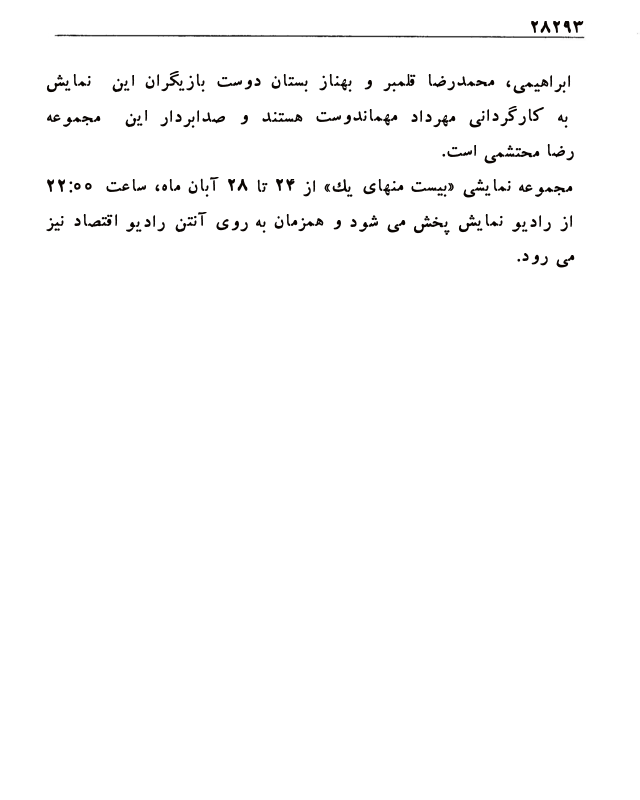 ۲۸۲۹۳
ابراهیمی، محمدرضا قلمبر و بهناز بستان دوست بازیگران این نمایش
به کارگردانی مهرداد مهماندوست هستند و صدابردار این مجموعه
رضا محتشمی است.
مجموعه نمایشی «بیست منهای یك» از ۲۴ تا ۲۸ آبان ماه، ساعت ۲۲:۰۰
از رادیو نمایش پخش می شود و همزمان به روی آنتن رادیو اقتصاد نیز
می رود.